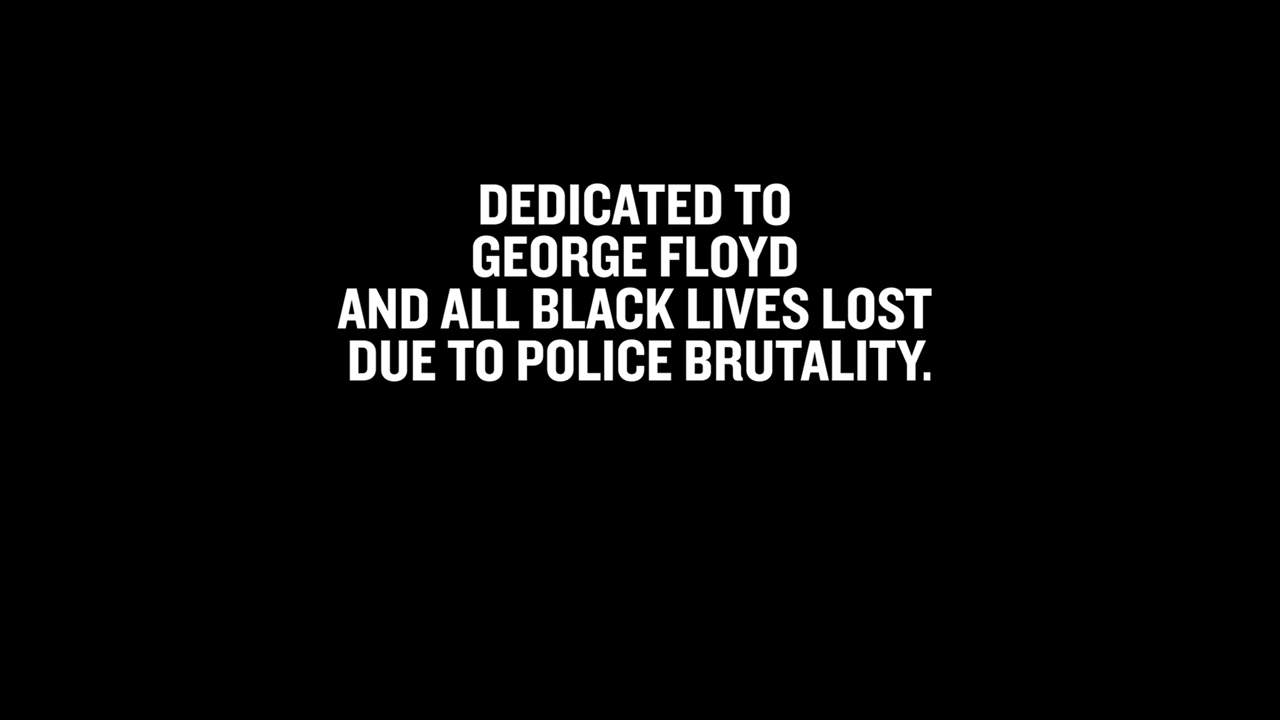 DEDICATED TO
GEORGE FLOYD
AND ALL BLACK LIVES LOST
DUE TO POLICE BRUTALITY.